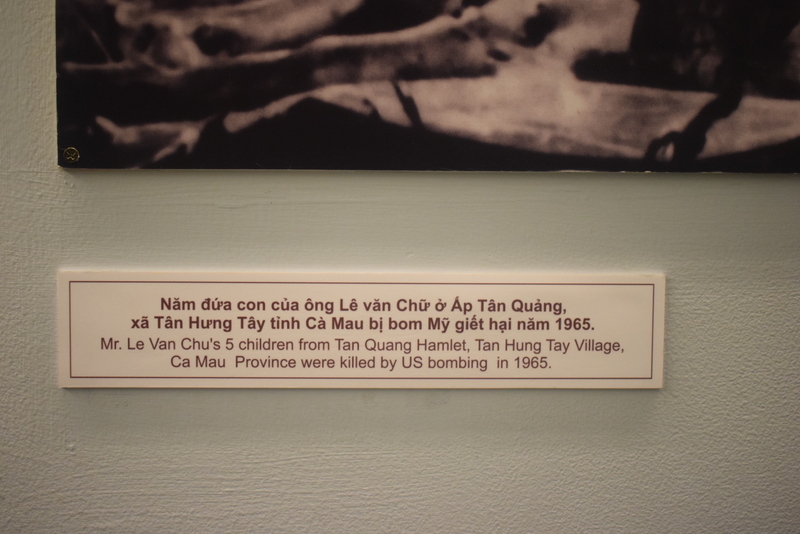 Năm đứa con của ông Lê văn Chữ ở Ấp Tân Quảng,
xã Tân Hưng Tây tỉnh Cà Mau bị bom Mỹ giết hại năm 1965.
Mr. Le Van Chu's 5 children from Tan Quang Hamlet, Tan Hung Tay Village,
Ca Mau Province were killed by US bombing in 1965.